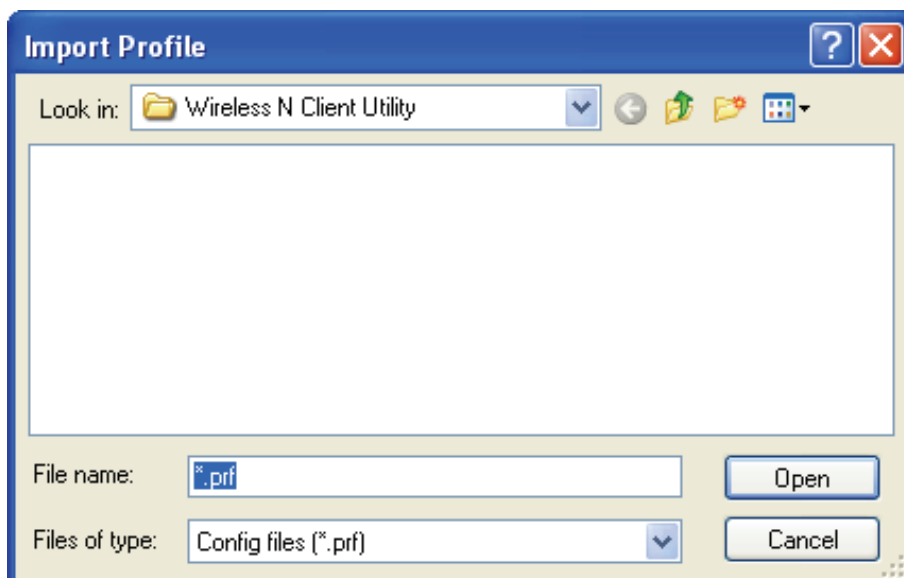 Import Profile
Look in: Wireless N Client Utility
File name: *.prf
Open
Files of type: Config files (*.prf)
Cancel